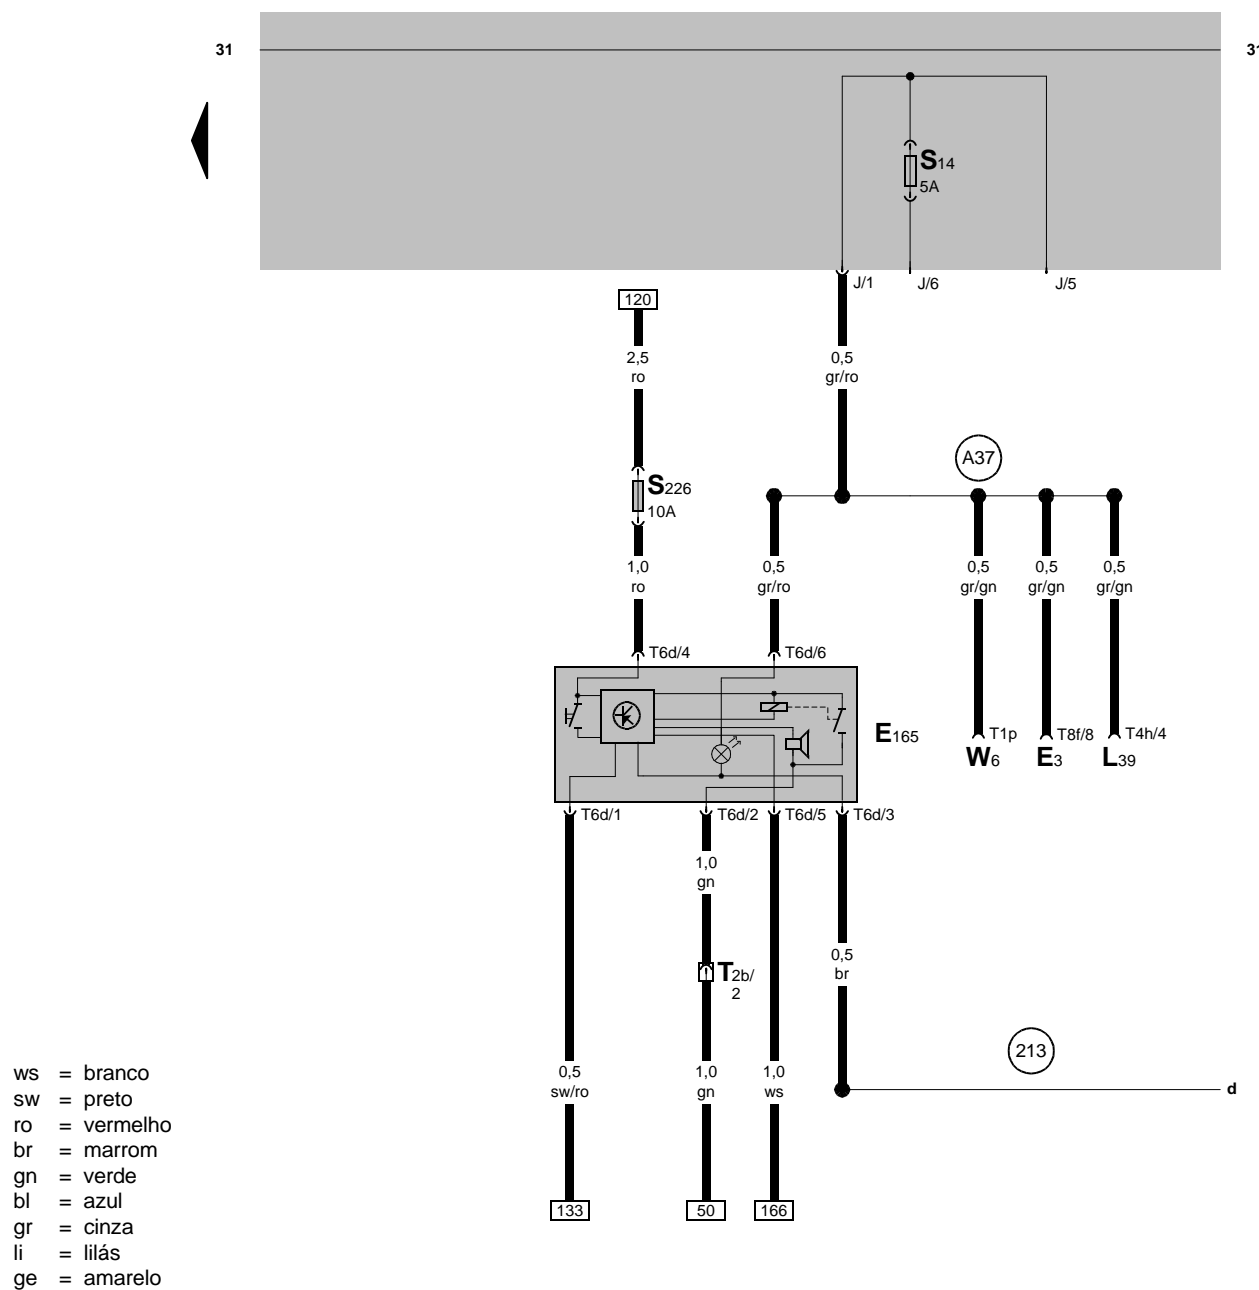 31
31
S14
5A
J/1
J/6
J/5
120
2,5
ro
0,5
gr/ro
A37
S226
10A
1,0
ro
0,5
gr/ro
0,5
gr/gn
0,5
gr/gn
0,5
gr/gn
T6d/4
T6d/6
E165
T1p
W6
T8f/8
E3
T4h/4
L39
T6d/1
T6d/2
T6d/5
T6d/3
1,0
gn
0,5
br
T2b/
2
213
0,5
sw/ro
1,0
gn
1,0
ws
d
133
50
166
ws = branco
sw = preto
ro = vermelho
br = marrom
gn = verde
bl = azul
gr = cinza
li = lilás
ge = amarelo